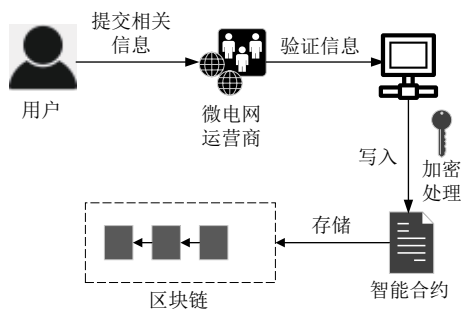 提交相关
信息
验证信息
用户
微电网
运营商
写入
加密
处理
存储
智能合约
区块链